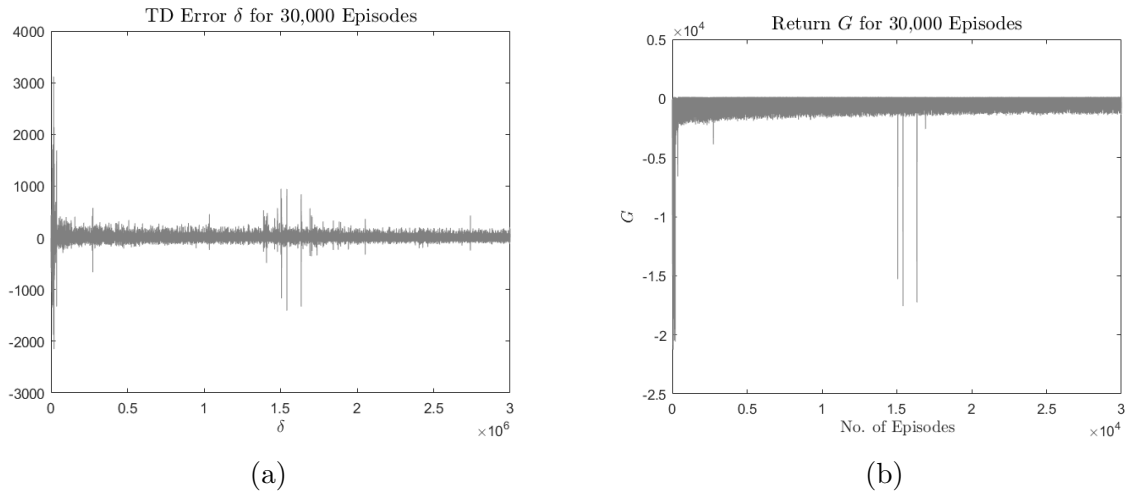 TD Error δ for 30,000 Episodes
4000
3000
2000
1000
0
-1000
-2000
-3000
0 0.5 1 1.5 2 2.5 3
δ
×10^6
(a)
Return G for 30,000 Episodes
×10^4
0.5
0
-0.5
-1
-1.5
-2
-2.5
G
0 0.5 1 1.5 2 2.5 3
No. of Episodes
×10^4
(b)